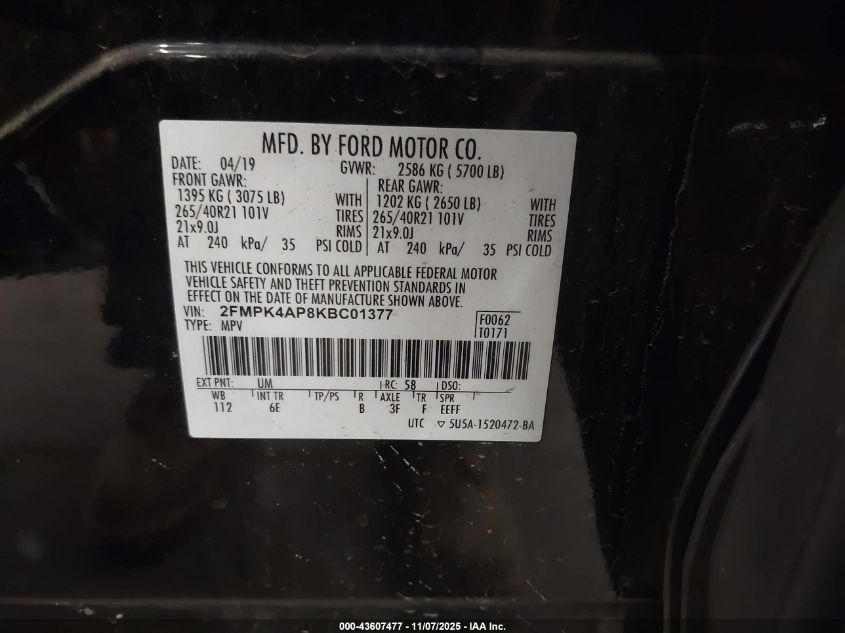 MFD. BY FORD MOTOR CO.
DATE: 04/19 GVWR: 2586 KG ( 5700 LB)
FRONT GAWR: REAR GAWR:
1395 KG ( 3075 LB) WITH 1202 KG ( 2650 LB) WITH
265/40R21 101V TIRES 265/40R21 101V TIRES
21x9.0J RIMS 21x9.0J RIMS
AT 240 kPa/ 35 PSI COLD AT 240 kPa/ 35 PSI COLD
THIS VEHICLE CONFORMS TO ALL APPLICABLE FEDERAL MOTOR
VEHICLE SAFETY AND THEFT PREVENTION STANDARDS IN
EFFECT ON THE DATE OF MANUFACTURE SHOWN ABOVE.
VIN: 2FMPK4AP8KBC01377 F0062
TYPE: MPV T0171
EXT PNT: UM RC: 58 DSO:
WB INT TR TP/PS R AXLE TR SPR
112 6E B 3F F EEFF
UTC ▽ 5U5A-1520472-BA
000-43607477 - 11/07/2025 - IAA Inc.